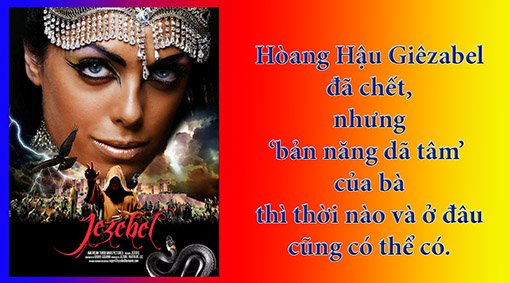 Jezebel
Hòang Hậu Giêzabel
đã chết,
nhưng
‘bản năng dã tâm’
của bà
thì thời nào và ở đâu
cũng có thể có.